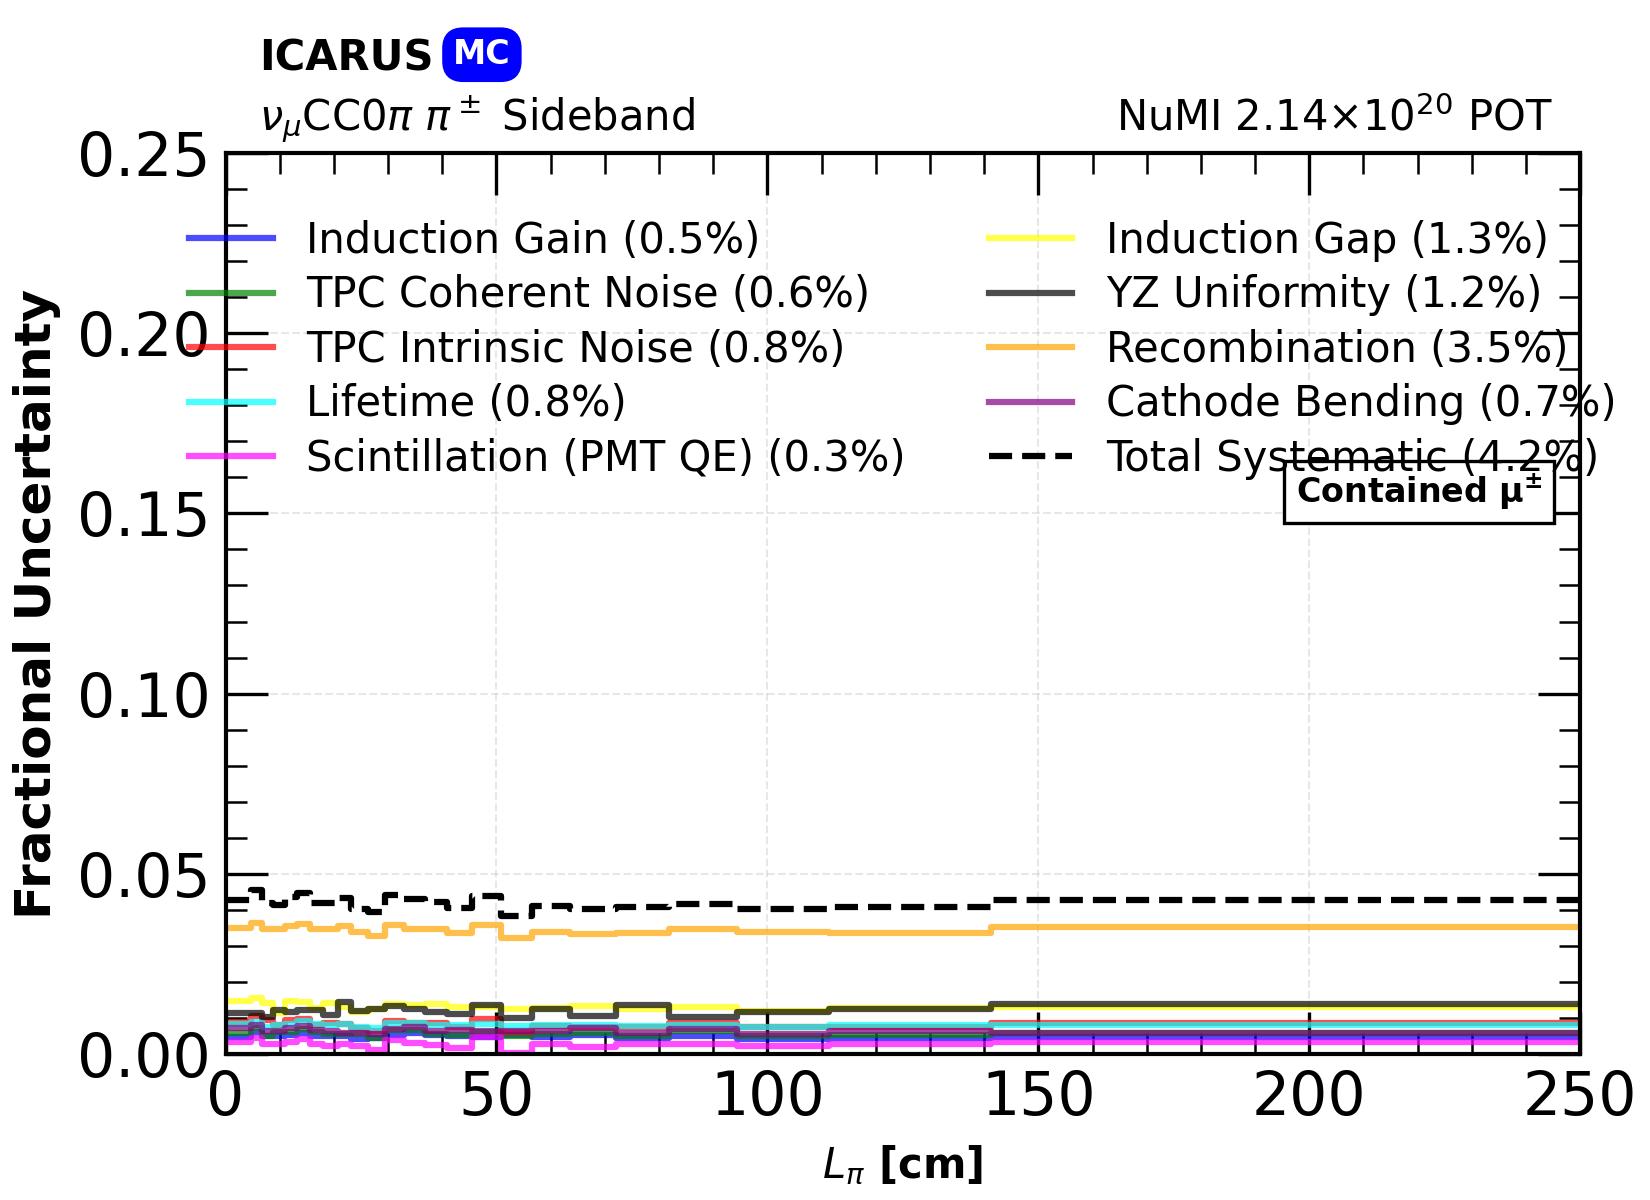 ICARUS MC
νμCC0π π± Sideband
NuMI 2.14×10²⁰ POT
Fractional Uncertainty
0.25
0.20
0.15
0.10
0.05
0.00
Induction Gain (0.5%)
TPC Coherent Noise (0.6%)
TPC Intrinsic Noise (0.8%)
Lifetime (0.8%)
Scintillation (PMT QE) (0.3%)
Induction Gap (1.3%)
YZ Uniformity (1.2%)
Recombination (3.5%)
Cathode Bending (0.7%)
Total Systematic (4.2%)
Contained μ±
0 50 100 150 200 250
Lπ [cm]